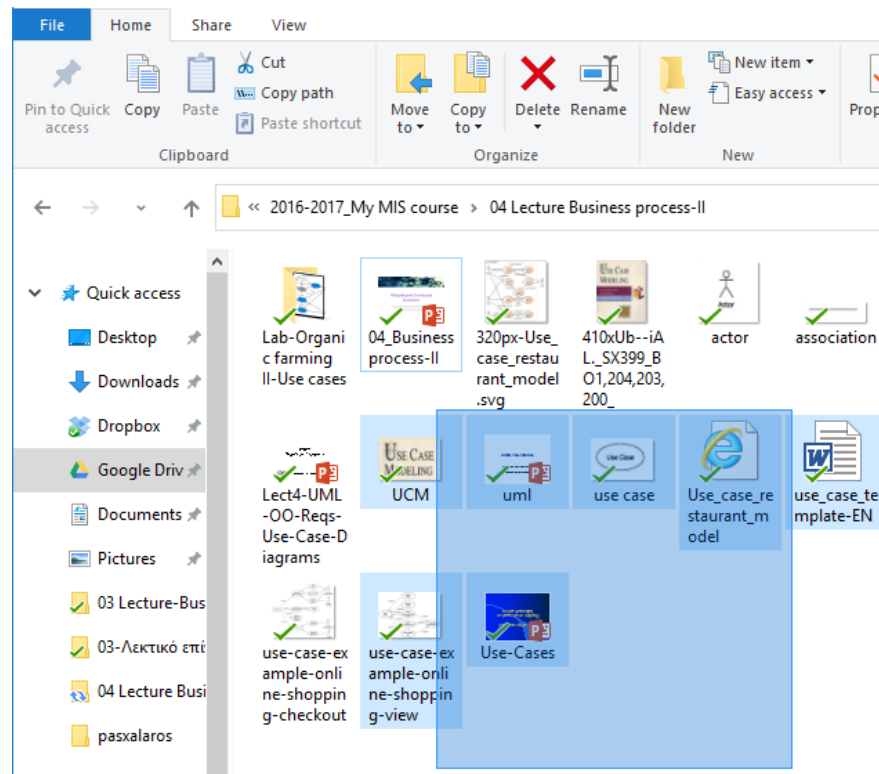 File Home Share View
Cut
Copy path
Paste shortcut
Pin to Quick access
Copy
Paste
Move to
Copy to
Delete
Rename
New folder
New item
Easy access
Clipboard
Organize
New
« 2016-2017_My MIS course › 04 Lecture Business process-II
Quick access
Desktop
Downloads
Dropbox
Google Driv
Documents
Pictures
03 Lecture-Bus
03-Λεκτικό επί
04 Lecture Busi
pasxalaros
Lab-Organi
c farming
II-Use cases
04_Business
process-II
320px-Use_
case_restau
rant_model
.svg
410xUb--iA
L._SX399_B
O1,204,203,
200_
Actor
actor
association
Lect4-UML
-OO-Reqs-
Use-Case-D
iagrams
USE CASE
MODELING
UCM
uml
Use Case
use case
Use_case_re
staurant_m
odel
use_case_te
mplate-EN
use-case-ex
ample-onli
ne-shoppin
g-checkout
use-case-ex
ample-onli
ne-shoppin
g-view
Use-Cases